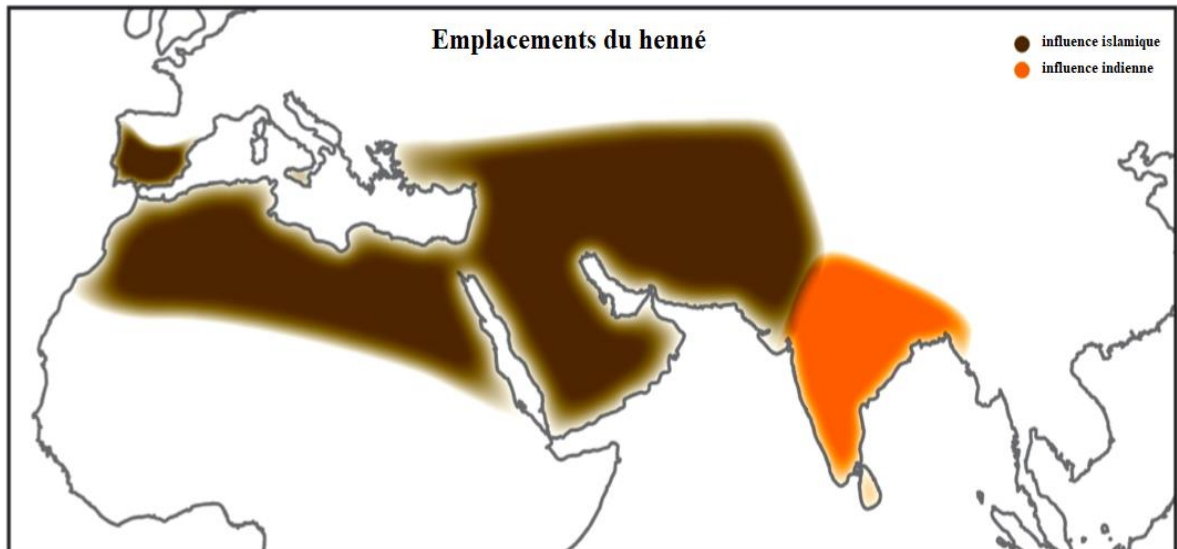 Emplacements du henné
influence islamique
influence indienne